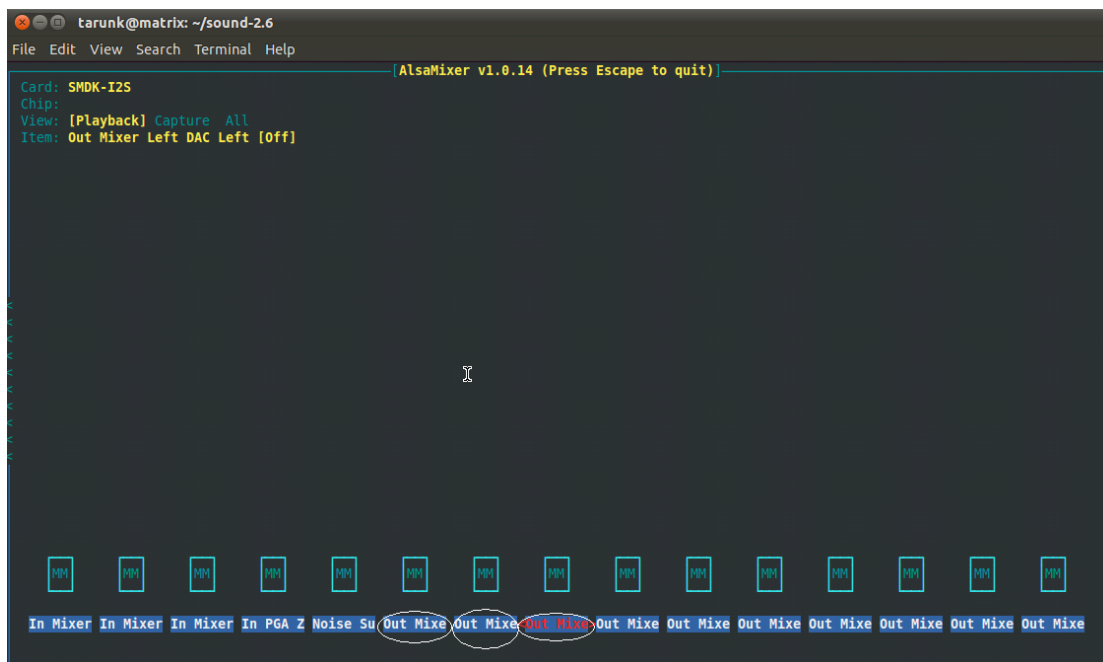 tarunk@matrix: ~/sound-2.6
File Edit View Search Terminal Help
[AlsaMixer v1.0.14 (Press Escape to quit)]
Card: SMDK-I2S
Chip:
View: [Playback] Capture All
Item: Out Mixer Left DAC Left [Off]
<
<
<
<
<
<
<
<
<
<
MM MM MM MM MM MM MM MM MM MM MM MM MM MM MM
In Mixer In Mixer In Mixer In PGA Z Noise Su Out Mixe Out Mixe <Out Mixe> Out Mixe Out Mixe Out Mixe Out Mixe Out Mixe Out Mixe Out Mixe